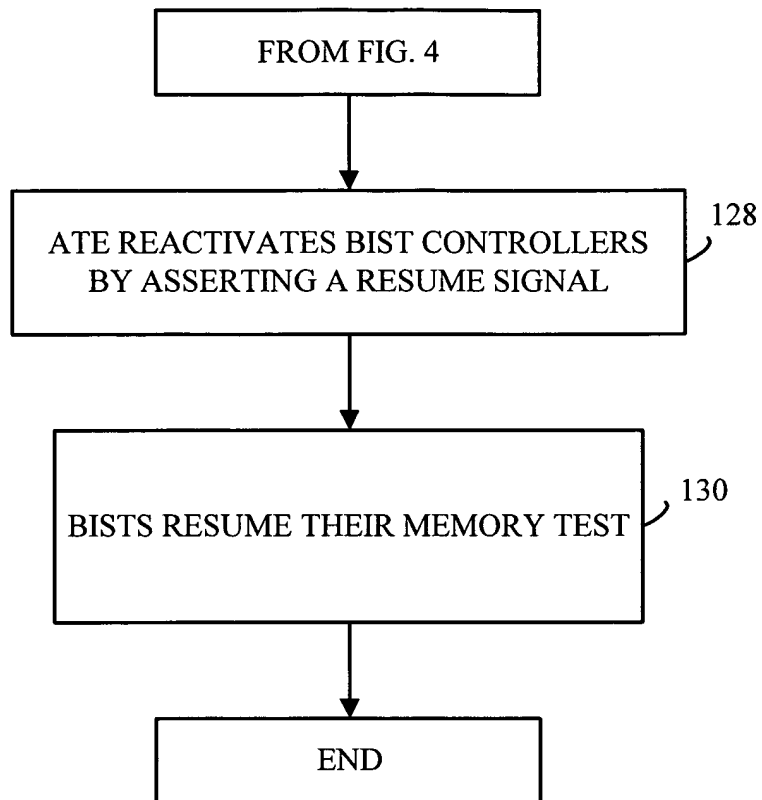 FROM FIG. 4
ATE REACTIVATES BIST CONTROLLERS
BY ASSERTING A RESUME SIGNAL
128
BISTS RESUME THEIR MEMORY TEST
130
END